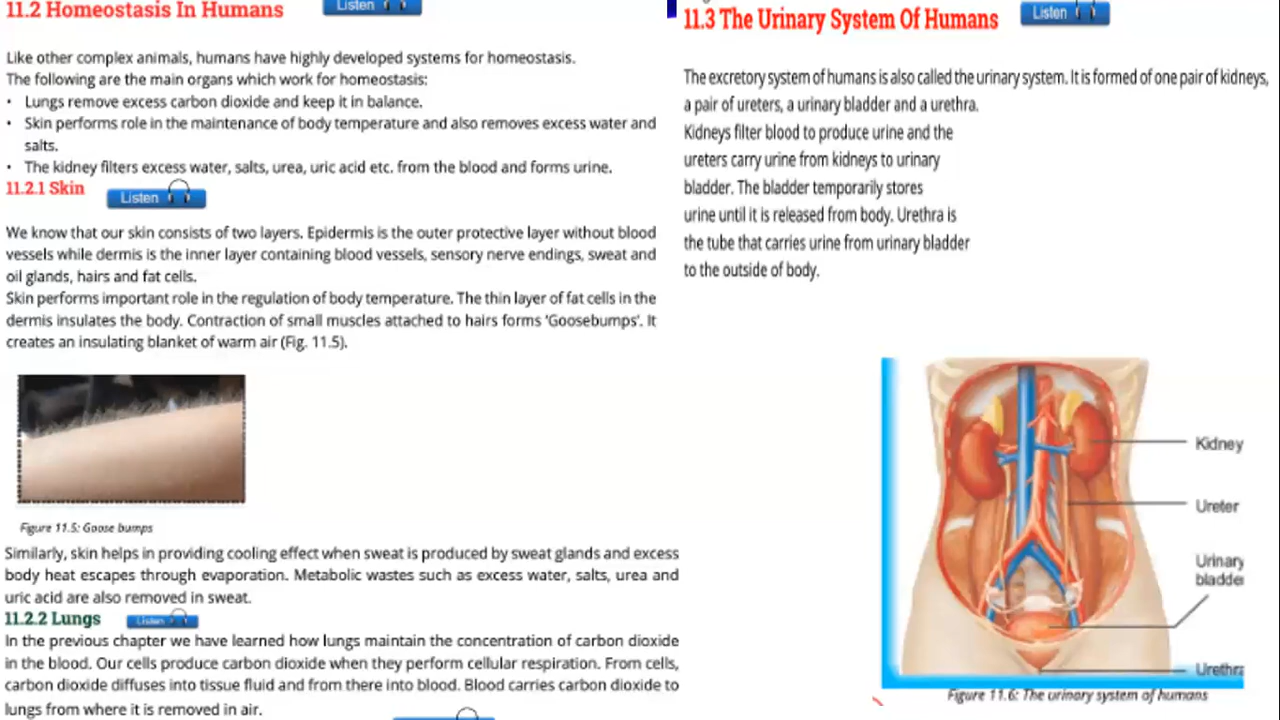 11.2 Homeostasis In Humans
Listen
Like other complex animals, humans have highly developed systems for homeostasis.
The following are the main organs which work for homeostasis:
• Lungs remove excess carbon dioxide and keep it in balance.
• Skin performs role in the maintenance of body temperature and also removes excess water and
salts.
• The kidney filters excess water, salts, urea, uric acid etc. from the blood and forms urine.
11.2.1 Skin
Listen
We know that our skin consists of two layers. Epidermis is the outer protective layer without blood
vessels while dermis is the inner layer containing blood vessels, sensory nerve endings, sweat and
oil glands, hairs and fat cells.
Skin performs important role in the regulation of body temperature. The thin layer of fat cells in the
dermis insulates the body. Contraction of small muscles attached to hairs forms 'Goosebumps'. It
creates an insulating blanket of warm air (Fig. 11.5).
Figure 11.5: Goose bumps
Similarly, skin helps in providing cooling effect when sweat is produced by sweat glands and excess
body heat escapes through evaporation. Metabolic wastes such as excess water, salts, urea and
uric acid are also removed in sweat.
11.2.2 Lungs
Listen
In the previous chapter we have learned how lungs maintain the concentration of carbon dioxide
in the blood. Our cells produce carbon dioxide when they perform cellular respiration. From cells,
carbon dioxide diffuses into tissue fluid and from there into blood. Blood carries carbon dioxide to
lungs from where it is removed in air.
11.3 The Urinary System Of Humans
Listen
The excretory system of humans is also called the urinary system. It is formed of one pair of kidneys,
a pair of ureters, a urinary bladder and a urethra.
Kidneys filter blood to produce urine and the
ureters carry urine from kidneys to urinary
bladder. The bladder temporarily stores
urine until it is released from body. Urethra is
the tube that carries urine from urinary bladder
to the outside of body.
Kidney
Ureter
Urinary
bladde
Urethra
Figure 11.6: The urinary system of humans